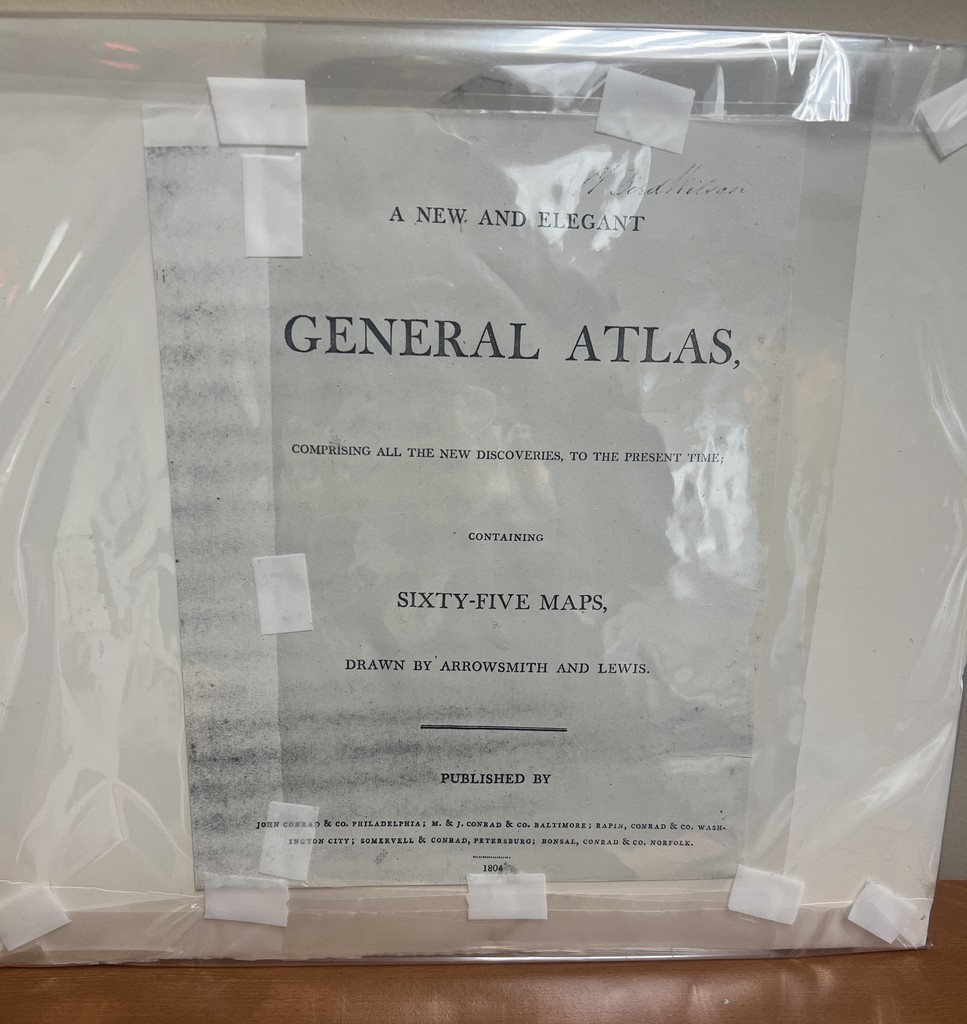 Bird Wilson
A NEW AND ELEGANT
GENERAL ATLAS,
COMPRISING ALL THE NEW DISCOVERIES, TO THE PRESENT TIME;
CONTAINING
SIXTY-FIVE MAPS,
DRAWN BY ARROWSMITH AND LEWIS.
PUBLISHED BY
JOHN CONRAD & CO. PHILADELPHIA; M. & J. CONRAD & CO. BALTIMORE; RAPIN, CONRAD & CO. WASH-
INGTON CITY; SOMERVELL & CONRAD, PETERSBURG; BONSAL, CONRAD & CO. NORFOLK.
1804